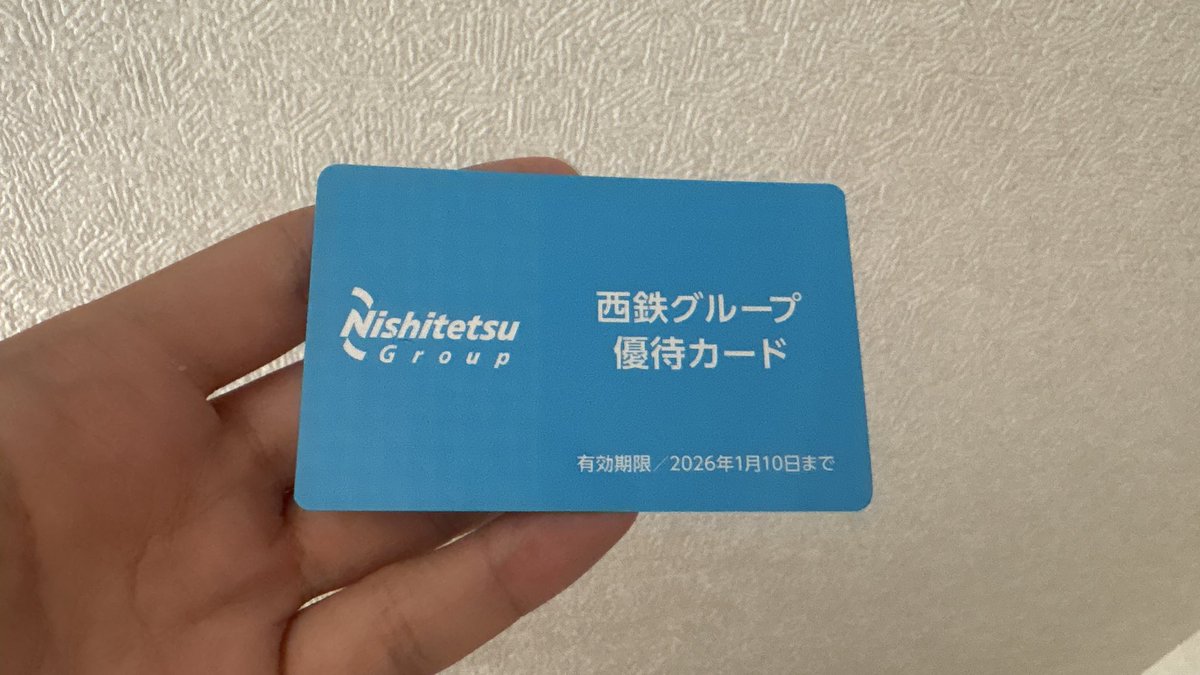 Nishitetsu
Group
西鉄グループ
優待カード
有効期限／2026年1月10日まで